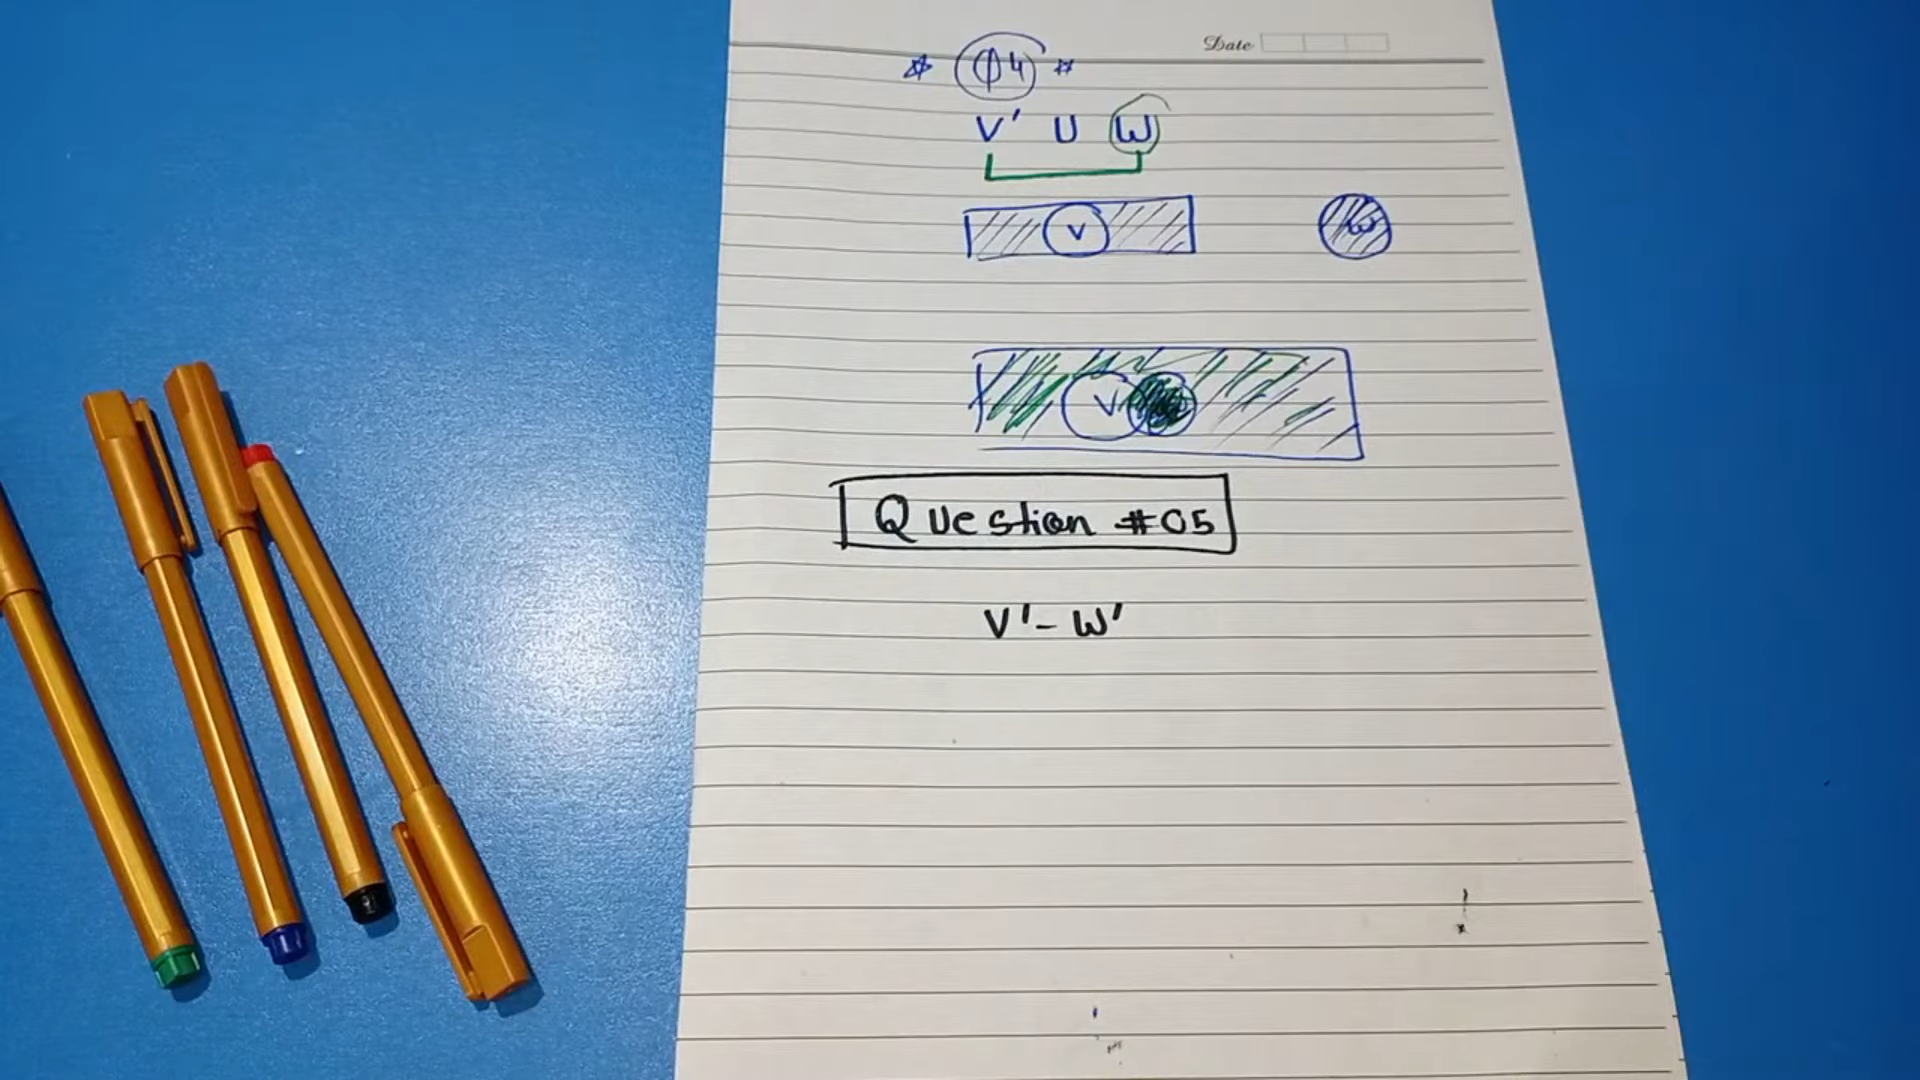 Date
Q4
V' U W
V W
V
Question #05
V' - W'